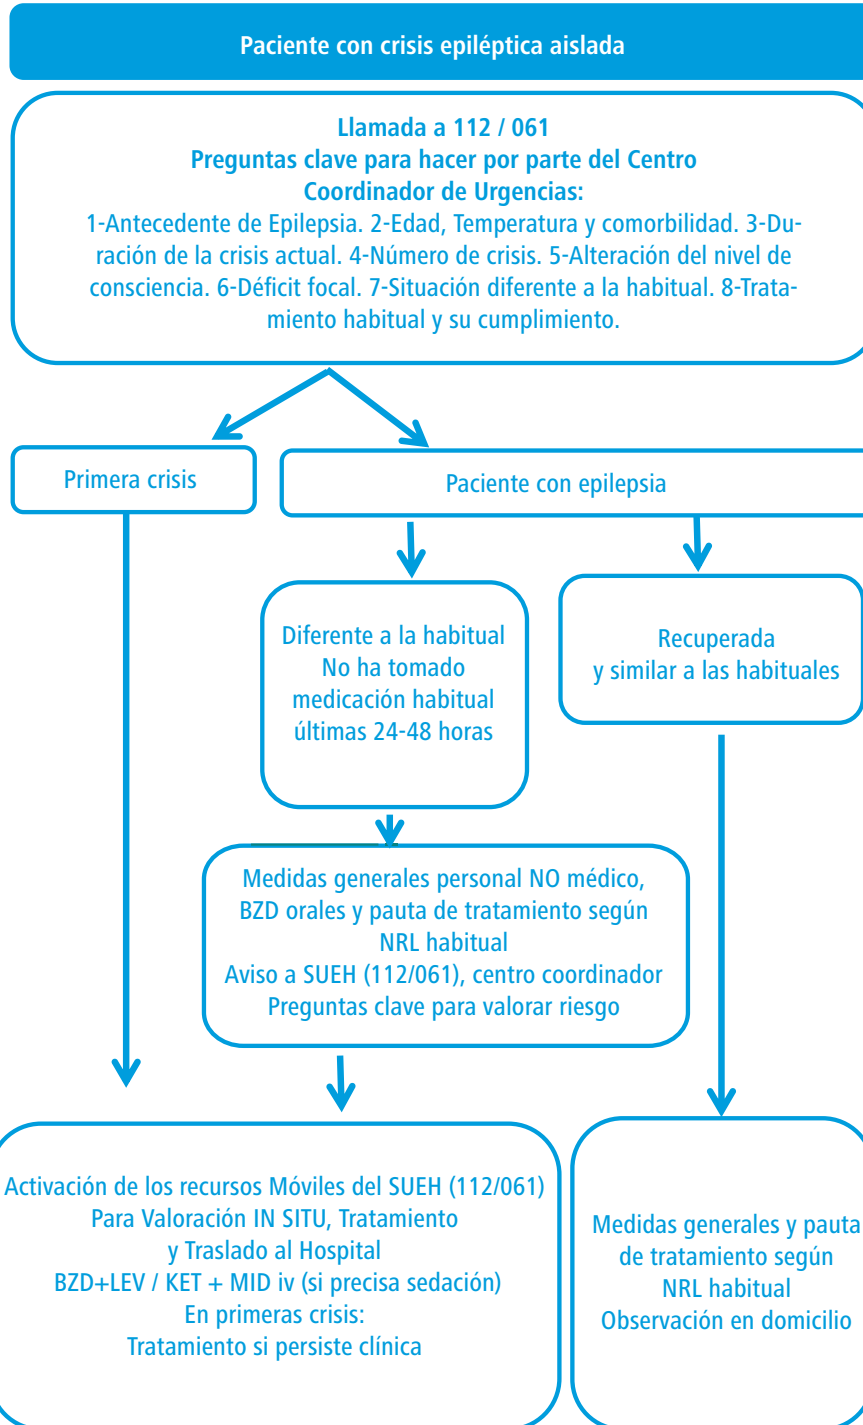 Paciente con crisis epiléptica aislada
Llamada a 112 / 061
Preguntas clave para hacer por parte del Centro
Coordinador de Urgencias:
1-Antecedente de Epilepsia. 2-Edad, Temperatura y comorbilidad. 3-Du-
ración de la crisis actual. 4-Número de crisis. 5-Alteración del nivel de
consciencia. 6-Déficit focal. 7-Situación diferente a la habitual. 8-Trata-
miento habitual y su cumplimiento.
Primera crisis
Paciente con epilepsia
Diferente a la habitual
No ha tomado
medicación habitual
últimas 24-48 horas
Recuperada
y similar a las habituales
Medidas generales personal NO médico,
BZD orales y pauta de tratamiento según
NRL habitual
Aviso a SUEH (112/061), centro coordinador
Preguntas clave para valorar riesgo
Activación de los recursos Móviles del SUEH (112/061)
Para Valoración IN SITU, Tratamiento
y Traslado al Hospital
BZD+LEV / KET + MID iv (si precisa sedación)
En primeras crisis:
Tratamiento si persiste clínica
Medidas generales y pauta
de tratamiento según
NRL habitual
Observación en domicilio